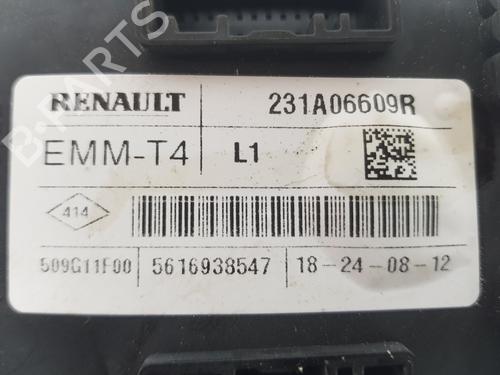 RENAULT 231A06609R
EMM-T4 L1
414
509G11F00 5616938547 18-24-08-12
B-PARTS